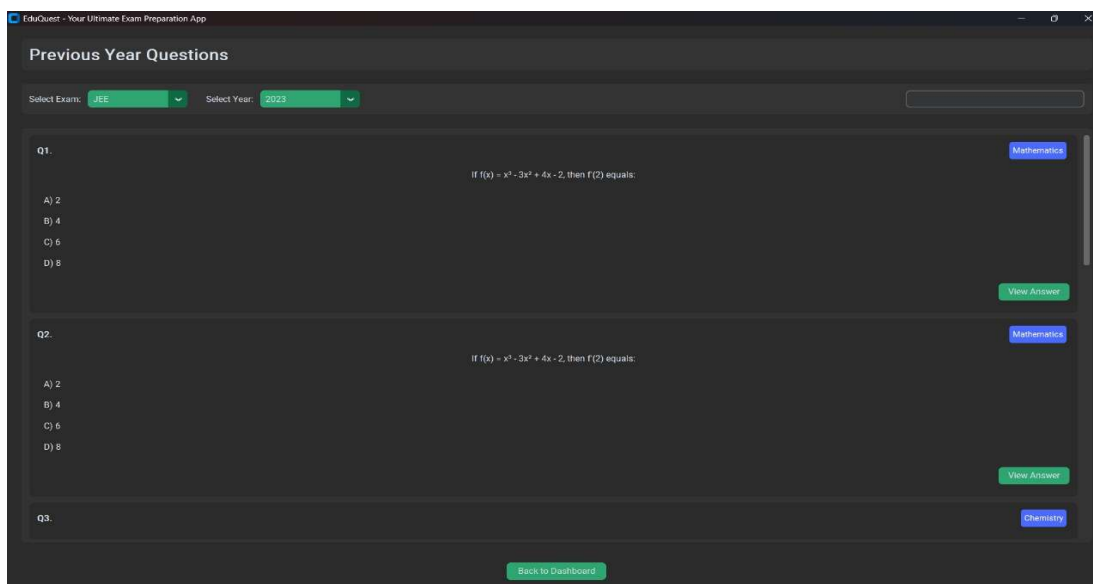 EduQuest - Your Ultimate Exam Preparation App
Previous Year Questions
Select Exam: JEE Select Year: 2023
Q1. Mathematics
If f(x) = x³ - 3x² + 4x - 2, then f'(2) equals:
A) 2
B) 4
C) 6
D) 8
View Answer
Q2. Mathematics
If f(x) = x³ - 3x² + 4x - 2, then f'(2) equals:
A) 2
B) 4
C) 6
D) 8
View Answer
Q3. Chemistry
Back to Dashboard